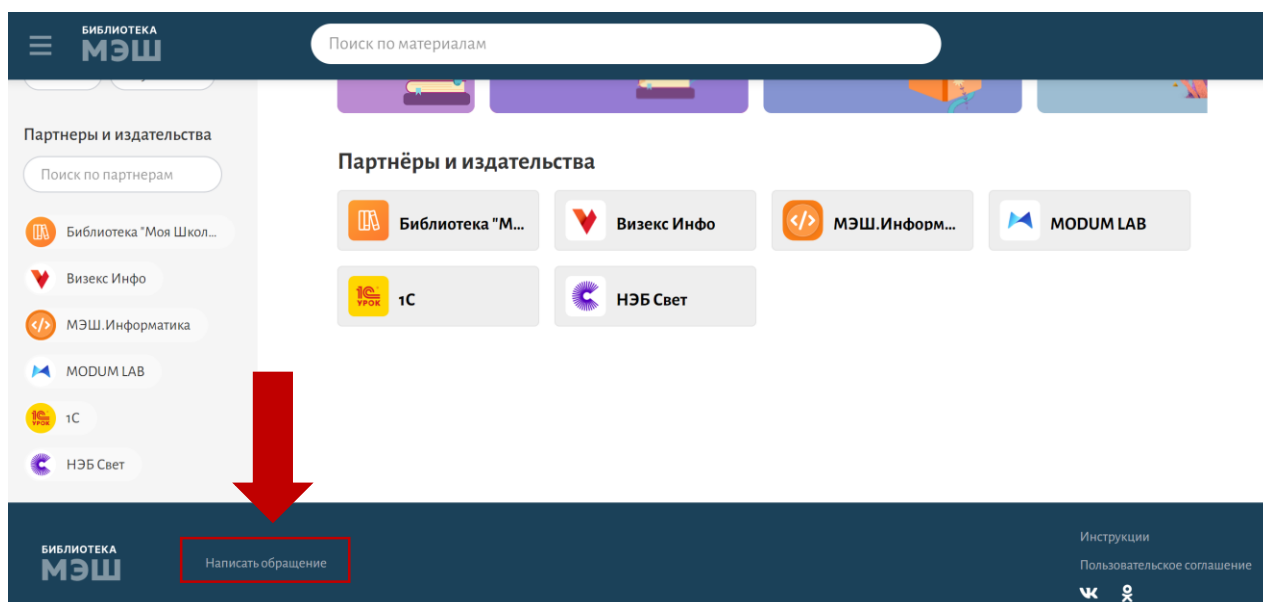 БИБЛИОТЕКА
МЭШ
Поиск по материалам
Партнеры и издательства
Поиск по партнерам
Библиотека "Моя Школ...
Визекс Инфо
МЭШ.Информатика
MODUM LAB
1С УРОК
1С
НЭБ Свет
Партнёры и издательства
Библиотека "М...
Визекс Инфо
МЭШ.Информ...
MODUM LAB
1С УРОК
1С
НЭБ Свет
БИБЛИОТЕКА
МЭШ
Написать обращение
Инструкции
Пользовательское соглашение